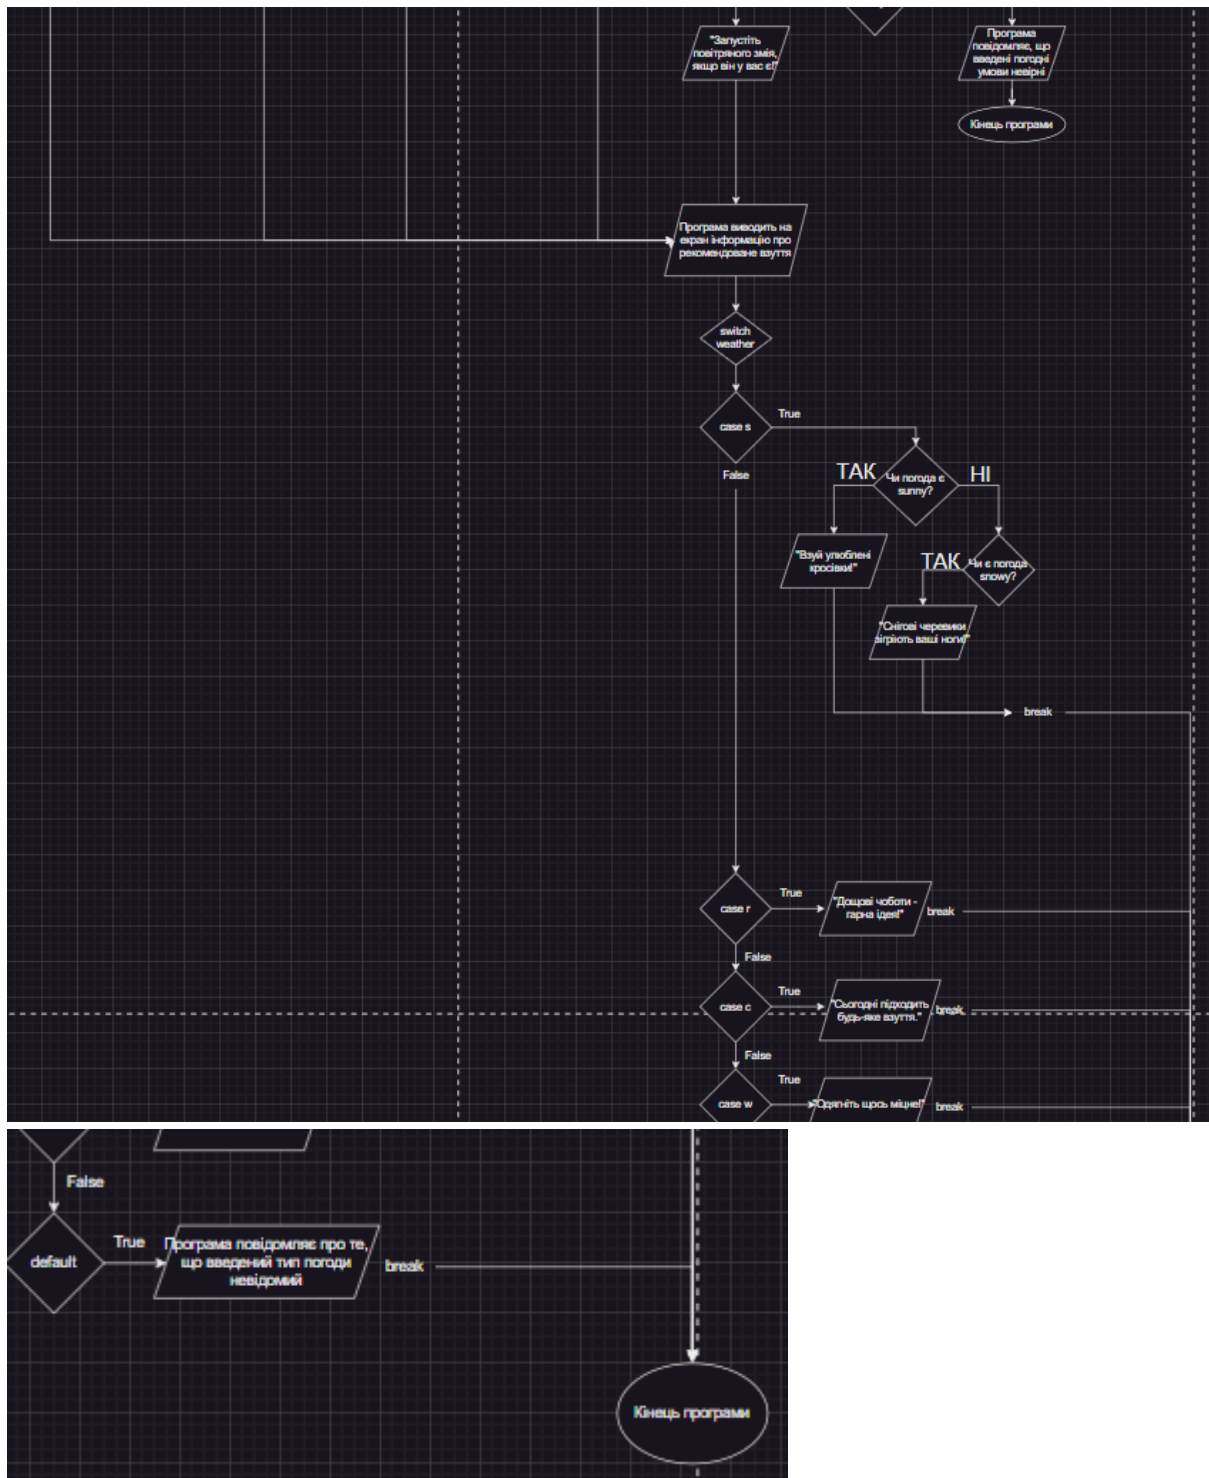 "Запустіть
повітряного змія,
якщо він у вас є!"
Програма
повідомляє, що
введені погодні
умови невірні
Кінець програми
Програма виводить на
екран інформацію про
рекомендоване взуття
switch
weather
case s
True
False
ТАК
Чи погода є
sunny?
НІ
"Взуй улюблені
кросівки!"
ТАК
Чи є погода
snowy?
"Снігові черевики
зігріють ваші ноги!"
break
case r
True
"Дощові чоботи -
гарна ідея!"
break
False
case c
True
"Сьогодні підходить
будь-яке взуття."
break
False
case w
True
"Одягніть щось міцне!"
break
False
default
True
Програма повідомляє про те,
що введений тип погоди
невідомий
break
Кінець програми